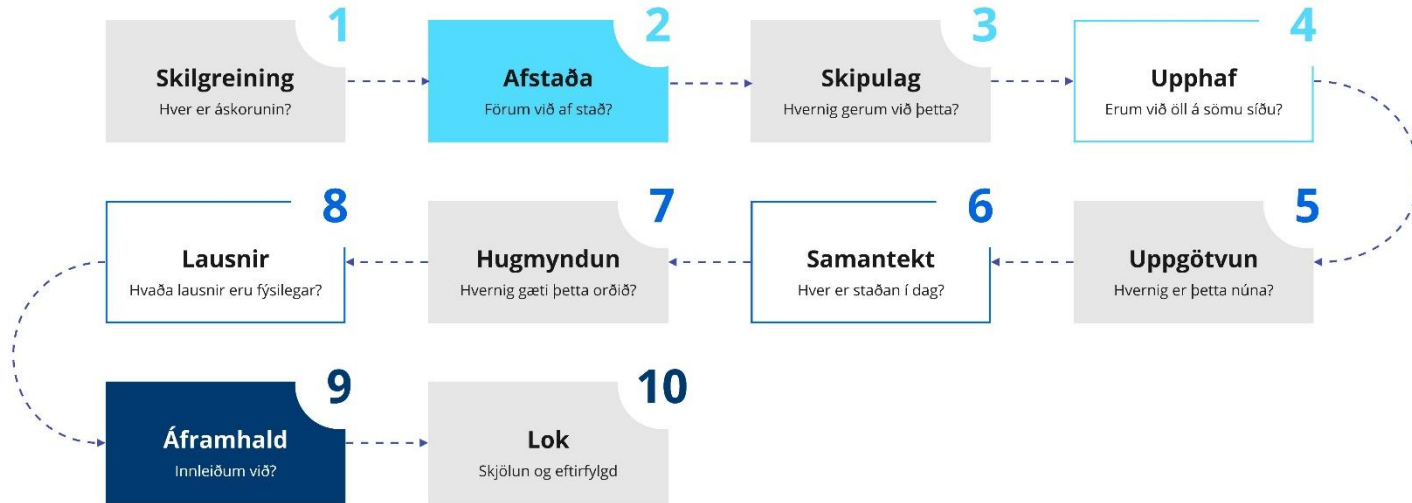 1
Skilgreining
Hver er áskorunin?
2
Afstaða
Förum við af stað?
3
Skipulag
Hvernig gerum við þetta?
4
Upphaf
Erum við öll á sömu síðu?
5
Uppgötvun
Hvernig er þetta núna?
6
Samantekt
Hver er staðan í dag?
7
Hugmyndun
Hvernig gæti þetta orðið?
8
Lausnir
Hvaða lausnir eru fýsilegar?
9
Áframhald
Innleiðum við?
10
Lok
Skjölun og eftirfylgd